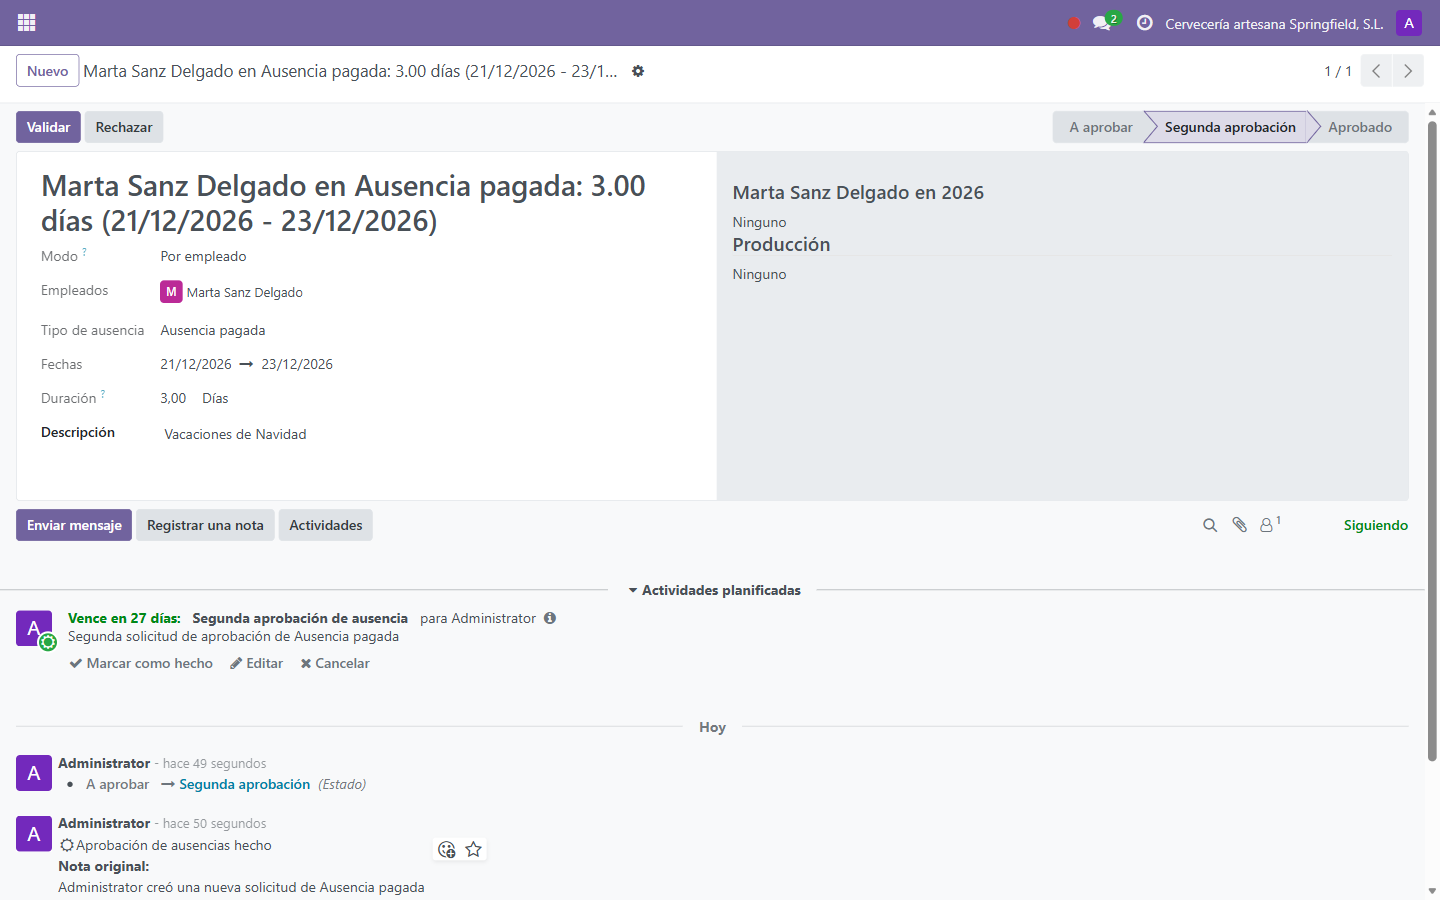 2
Cervecería artesana Springfield, S.L.
A
Nuevo
Marta Sanz Delgado en Ausencia pagada: 3.00 días (21/12/2026 - 23/1...
1 / 1
Validar
Rechazar
A aprobar
Segunda aprobación
Aprobado
Marta Sanz Delgado en Ausencia pagada: 3.00
días (21/12/2026 - 23/12/2026)
Modo ?
Por empleado
Empleados
M Marta Sanz Delgado
Tipo de ausencia
Ausencia pagada
Fechas
21/12/2026 → 23/12/2026
Duración ?
3,00 Días
Descripción
Vacaciones de Navidad
Marta Sanz Delgado en 2026
Ninguno
Producción
Ninguno
Enviar mensaje
Registrar una nota
Actividades
1
Siguiendo
Actividades planificadas
A
Vence en 27 días: Segunda aprobación de ausencia para Administrator
Segunda solicitud de aprobación de Ausencia pagada
Marcar como hecho
Editar
Cancelar
Hoy
A
Administrator - hace 49 segundos
• A aprobar → Segunda aprobación (Estado)
A
Administrator - hace 50 segundos
Aprobación de ausencias hecho
Nota original:
Administrator creó una nueva solicitud de Ausencia pagada